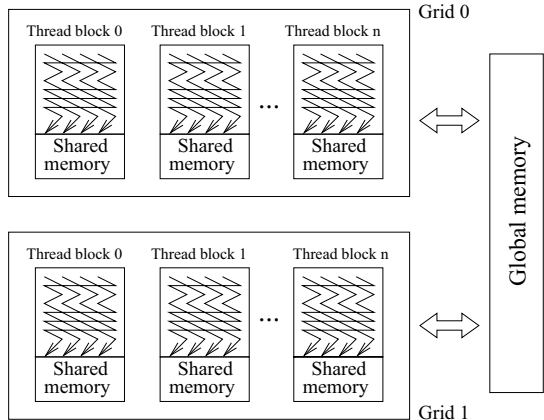 Grid 0
Thread block 0
Thread block 1
Thread block n
...
Shared memory
Shared memory
Shared memory
Global memory
Thread block 0
Thread block 1
Thread block n
...
Shared memory
Shared memory
Shared memory
Grid 1